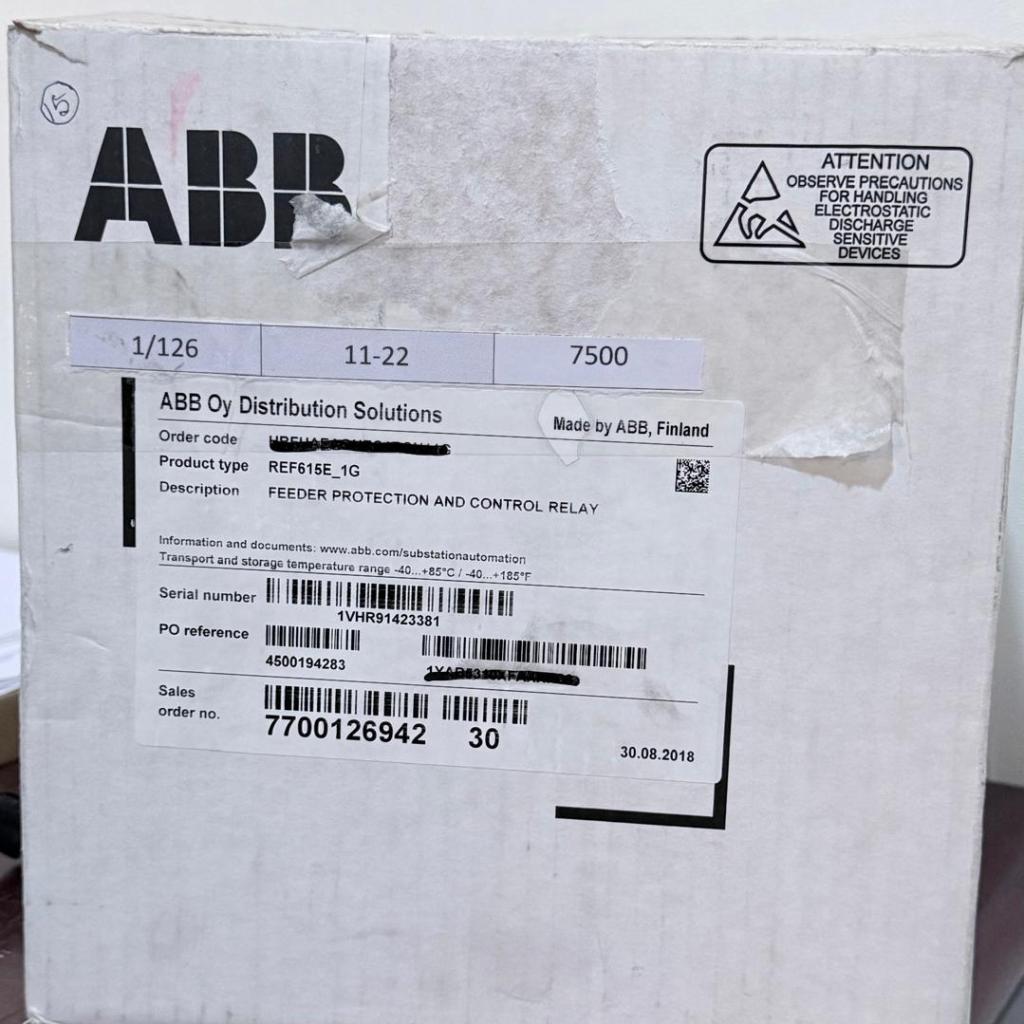 15
ABB
ATTENTION
OBSERVE PRECAUTIONS
FOR HANDLING
ELECTROSTATIC
DISCHARGE
SENSITIVE
DEVICES
1/126 11-22 7500
ABB Oy Distribution Solutions
Made by ABB, Finland
Order code
Product type REF615E_1G
Description FEEDER PROTECTION AND CONTROL RELAY
Information and documents: www.abb.com/substationautomation
Transport and storage temperature range -40...+85°C / -40...+185°F
Serial number
1VHR91423381
PO reference
4500194283
Sales
order no.
7700126942 30
30.08.2018